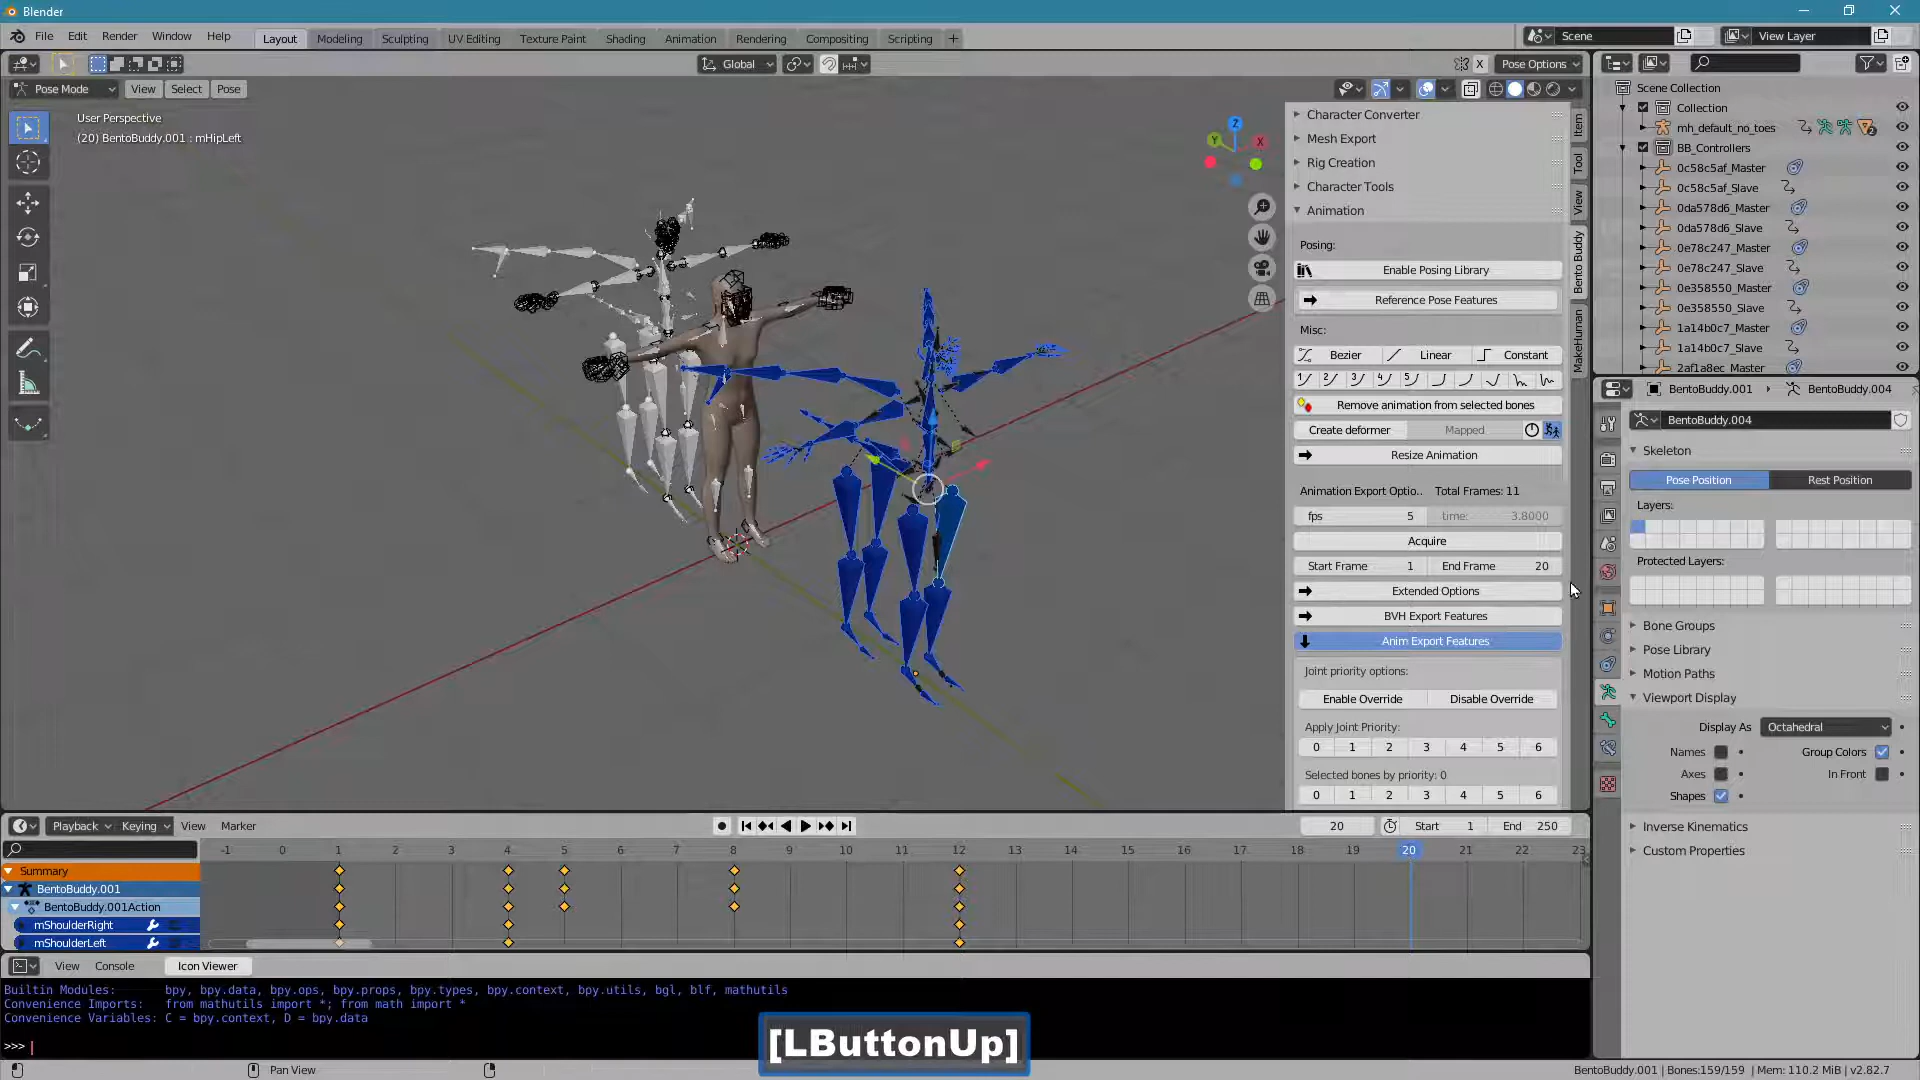 Blender
File Edit Render Window Help
Layout Modeling Sculpting UV Editing Texture Paint Shading Animation Rendering Compositing Scripting +
Scene
View Layer
Global
X
Pose Options
Pose Mode View Select Pose
User Perspective
(20) BentoBuddy.001 : mHipLeft
Z
Y
X
Character Converter
Mesh Export
Rig Creation
Character Tools
Animation
Posing:
Enable Posing Library
Reference Pose Features
Misc:
Bezier Linear Constant
1 2 3 4 5
Remove animation from selected bones
Create deformer Mapped
Resize Animation
Animation Export Optio.. Total Frames: 11
fps 5 time: 3.8000
Acquire
Start Frame 1 End Frame 20
Extended Options
BVH Export Features
Anim Export Features
Joint priority options:
Enable Override Disable Override
Apply Joint Priority:
0 1 2 3 4 5 6
Selected bones by priority: 0
0 1 2 3 4 5 6
Item
Tool
View
Bento Buddy
MakeHuman
Scene Collection
Collection
mh_default_no_toes
2
BB_Controllers
0c58c5af_Master
0c58c5af_Slave
0da578d6_Master
0da578d6_Slave
0e78c247_Master
0e78c247_Slave
0e358550_Master
0e358550_Slave
1a14b0c7_Master
1a14b0c7_Slave
2af1a8ec_Master
BentoBuddy.001 BentoBuddy.004
BentoBuddy.004
Skeleton
Pose Position Rest Position
Layers:
Protected Layers:
Bone Groups
Pose Library
Motion Paths
Viewport Display
Display As Octahedral
Names Group Colors
Axes In Front
Shapes
Inverse Kinematics
Custom Properties
Playback Keying View Marker
20 Start 1 End 250
-1 0 1 2 3 4 5 6 7 8 9 10 11 12 13 14 15 16 17 18 19 20 21 22 23
Summary
BentoBuddy.001
BentoBuddy.001Action
mShoulderRight
mShoulderLeft
View Console Icon Viewer
Builtin Modules: bpy, bpy.data, bpy.ops, bpy.props, bpy.types, bpy.context, bpy.utils, bgl, blf, mathutils
Convenience Imports: from mathutils import *; from math import *
Convenience Variables: C = bpy.context, D = bpy.data
>>>
[LButtonUp]
Pan View
BentoBuddy.001 | Bones:159/159 | Mem: 110.2 MiB | v2.82.7